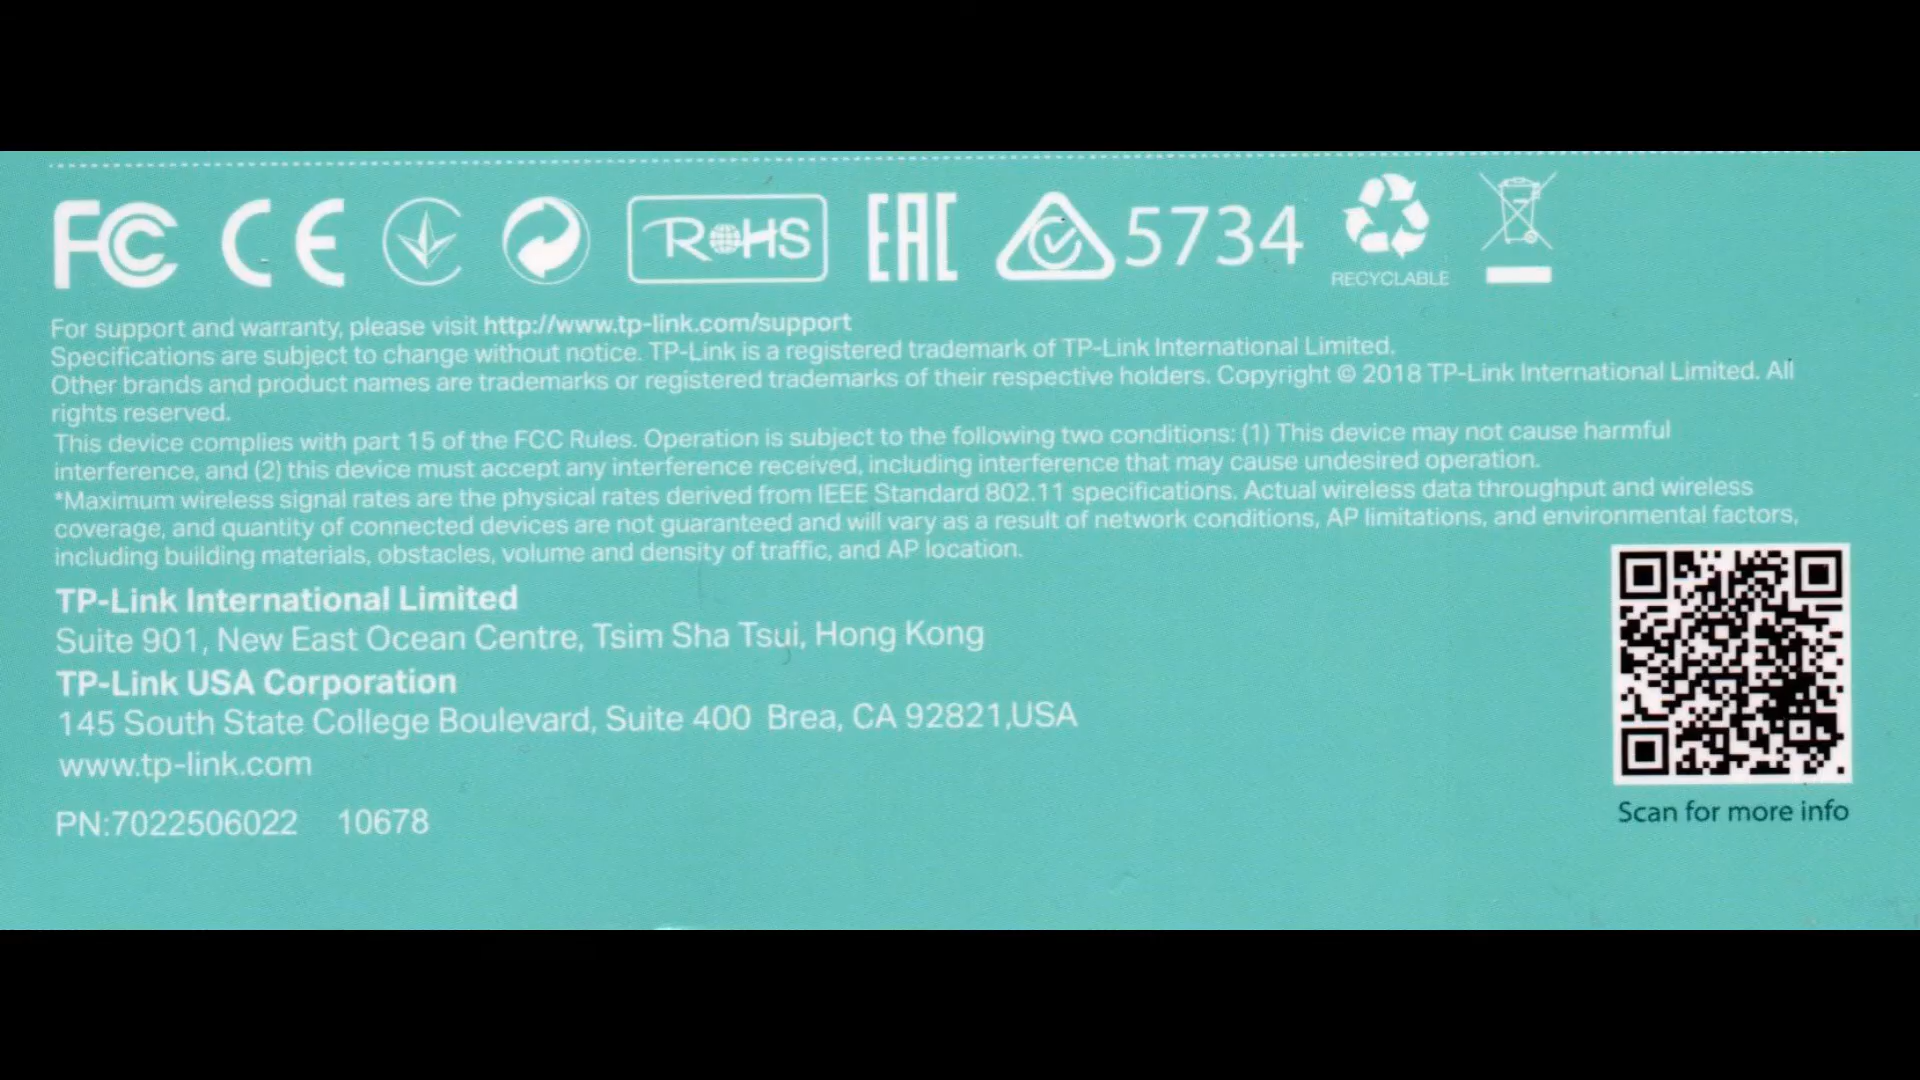 FC CE RoHS EAC 5734 RECYCLABLE
For support and warranty, please visit http://www.tp-link.com/support
Specifications are subject to change without notice. TP-Link is a registered trademark of TP-Link International Limited.
Other brands and product names are trademarks or registered trademarks of their respective holders. Copyright © 2018 TP-Link International Limited. All
rights reserved.
This device complies with part 15 of the FCC Rules. Operation is subject to the following two conditions: (1) This device may not cause harmful
interference, and (2) this device must accept any interference received, including interference that may cause undesired operation.
*Maximum wireless signal rates are the physical rates derived from IEEE Standard 802.11 specifications. Actual wireless data throughput and wireless
coverage, and quantity of connected devices are not guaranteed and will vary as a result of network conditions, AP limitations, and environmental factors,
including building materials, obstacles, volume and density of traffic, and AP location.
TP-Link International Limited
Suite 901, New East Ocean Centre, Tsim Sha Tsui, Hong Kong
TP-Link USA Corporation
145 South State College Boulevard, Suite 400 Brea, CA 92821,USA
www.tp-link.com
PN:7022506022 10678
Scan for more info